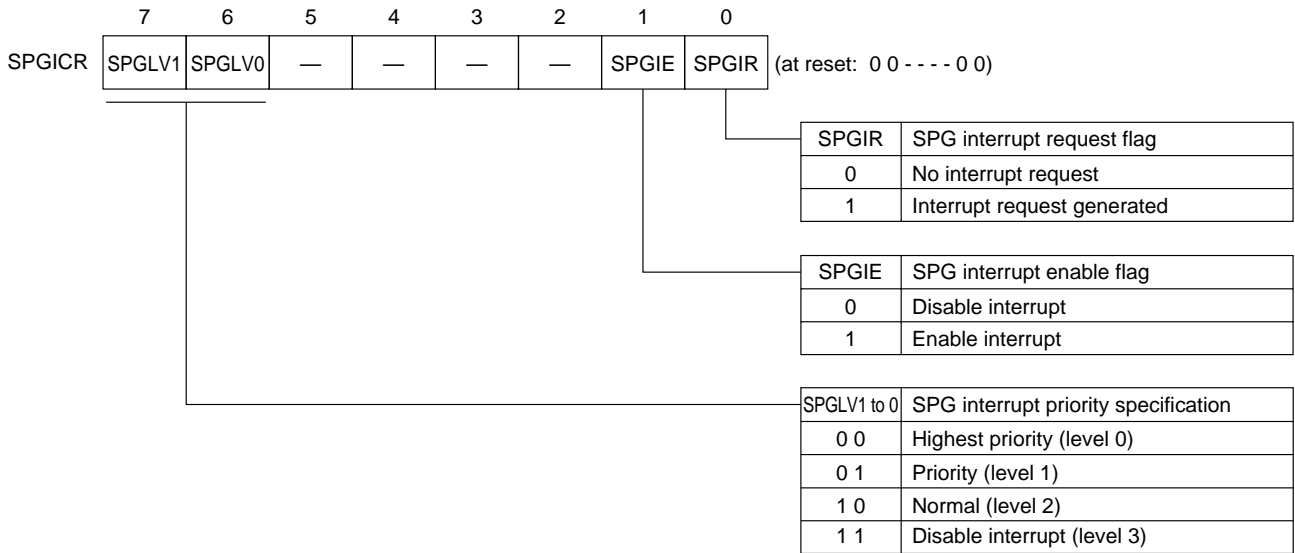 7 6 5 4 3 2 1 0
SPGICR SPGLV1 SPGLV0 — — — — SPGIE SPGIR (at reset: 0 0 - - - - 0 0)
SPGIR SPG interrupt request flag
0 No interrupt request
1 Interrupt request generated
SPGIE SPG interrupt enable flag
0 Disable interrupt
1 Enable interrupt
SPGLV1 to 0 SPG interrupt priority specification
0 0 Highest priority (level 0)
0 1 Priority (level 1)
1 0 Normal (level 2)
1 1 Disable interrupt (level 3)